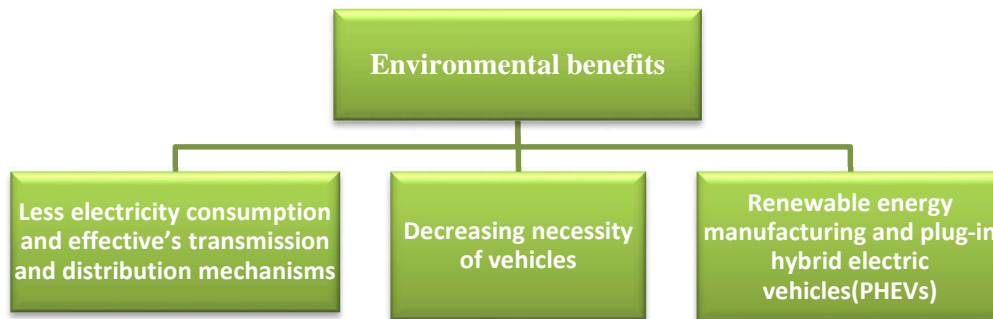 Environmental benefits
Less electricity consumption
and effective's transmission
and distribution mechanisms
Decreasing necessity
of vehicles
Renewable energy
manufacturing and plug-in
hybrid electric
vehicles(PHEVs)